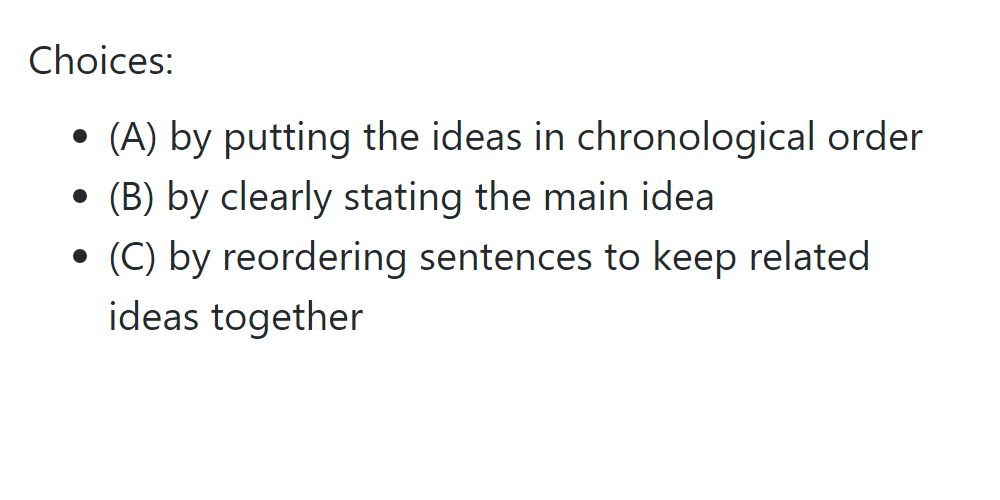 Choices:
(A) by putting the ideas in chronological order
(B) by clearly stating the main idea
(C) by reordering sentences to keep related
ideas together